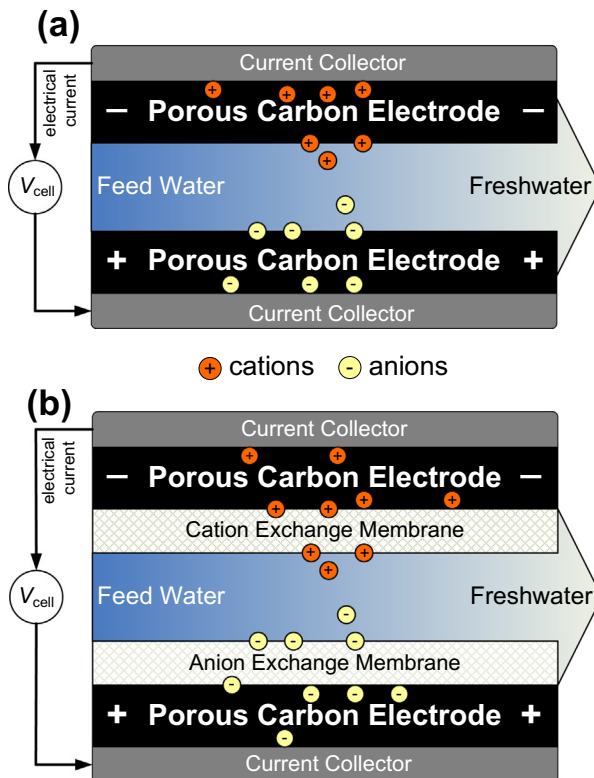 (a)
Current Collector
electrical
current
− Porous Carbon Electrode −
V cell
Feed Water
Freshwater
+ Porous Carbon Electrode +
Current Collector
+ cations - anions
(b)
Current Collector
electrical
current
− Porous Carbon Electrode −
Cation Exchange Membrane
V cell
Feed Water
Freshwater
Anion Exchange Membrane
+ Porous Carbon Electrode +
Current Collector